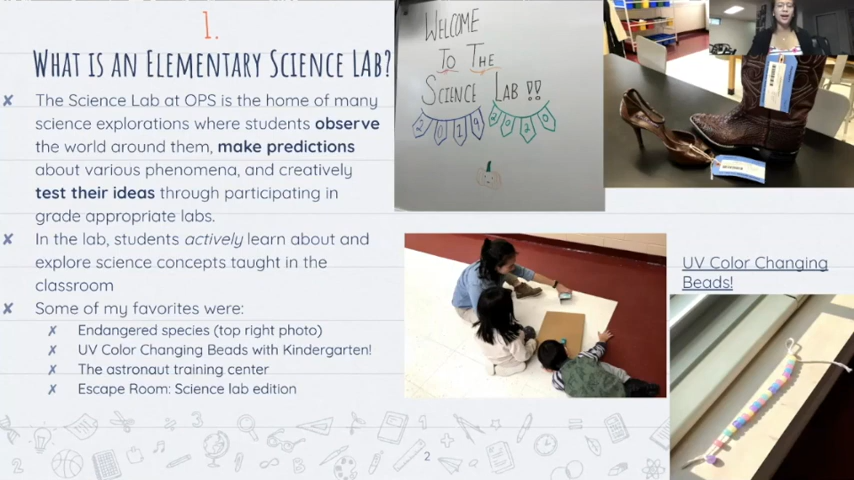 1.
WHAT IS AN ELEMENTARY SCIENCE LAB?
✘ The Science Lab at OPS is the home of many
science explorations where students observe
the world around them, make predictions
about various phenomena, and creatively
test their ideas through participating in
grade appropriate labs.
✘ In the lab, students actively learn about and
explore science concepts taught in the
classroom
✘ Some of my favorites were:
✘ Endangered species (top right photo)
✘ UV Color Changing Beads with Kindergarten!
✘ The astronaut training center
✘ Escape Room: Science lab edition
WELCOME
TO THE
SCIENCE LAB!!
2019 2020
UV Color Changing
Beads!
2